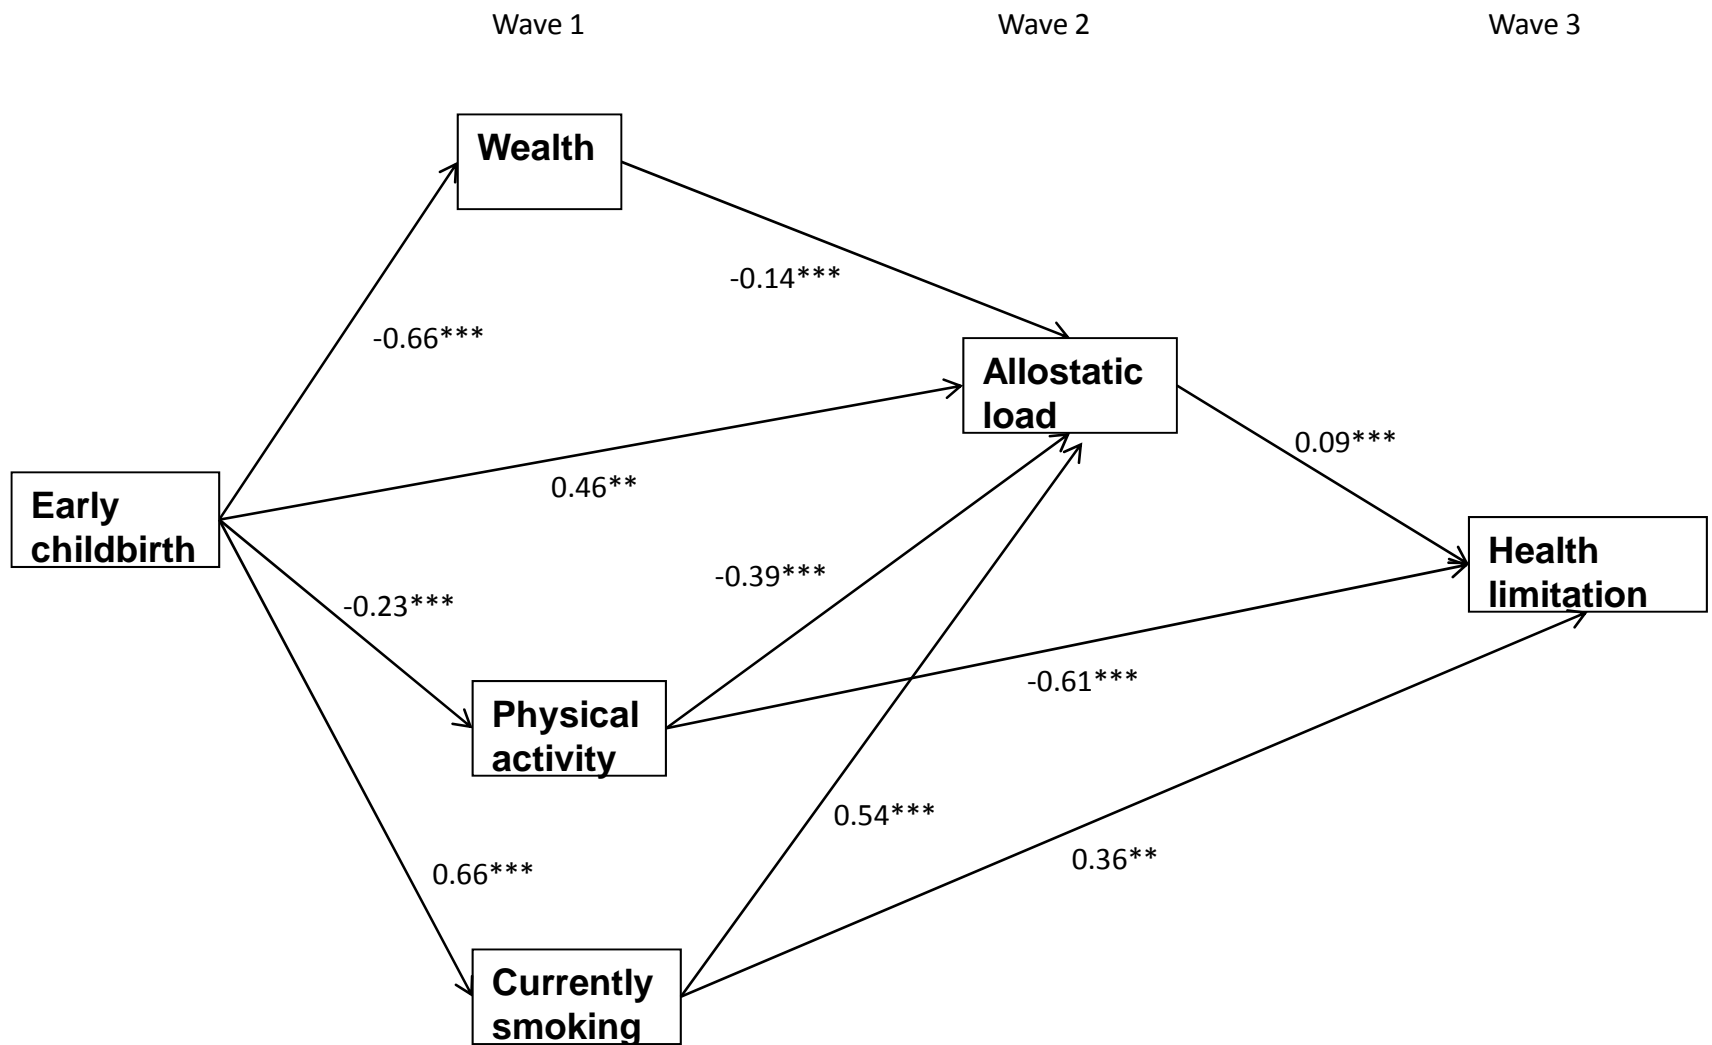 Wave 1
Wave 2
Wave 3
Wealth
-0.14***
-0.66***
Allostatic
load
0.09***
0.46**
Early
childbirth
Health
limitation
-0.39***
-0.23***
-0.61***
Physical
activity
0.54***
0.36**
0.66***
Currently
smoking